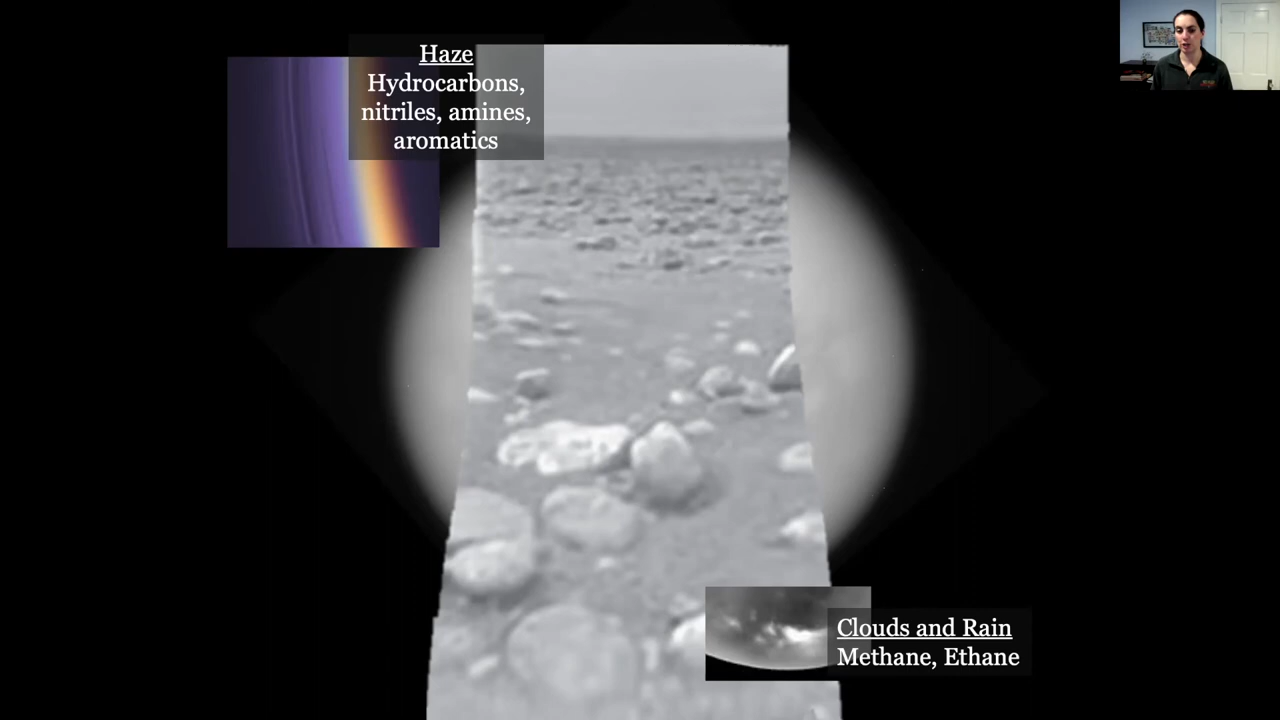 Haze
Hydrocarbons,
nitriles, amines,
aromatics
Clouds and Rain
Methane, Ethane